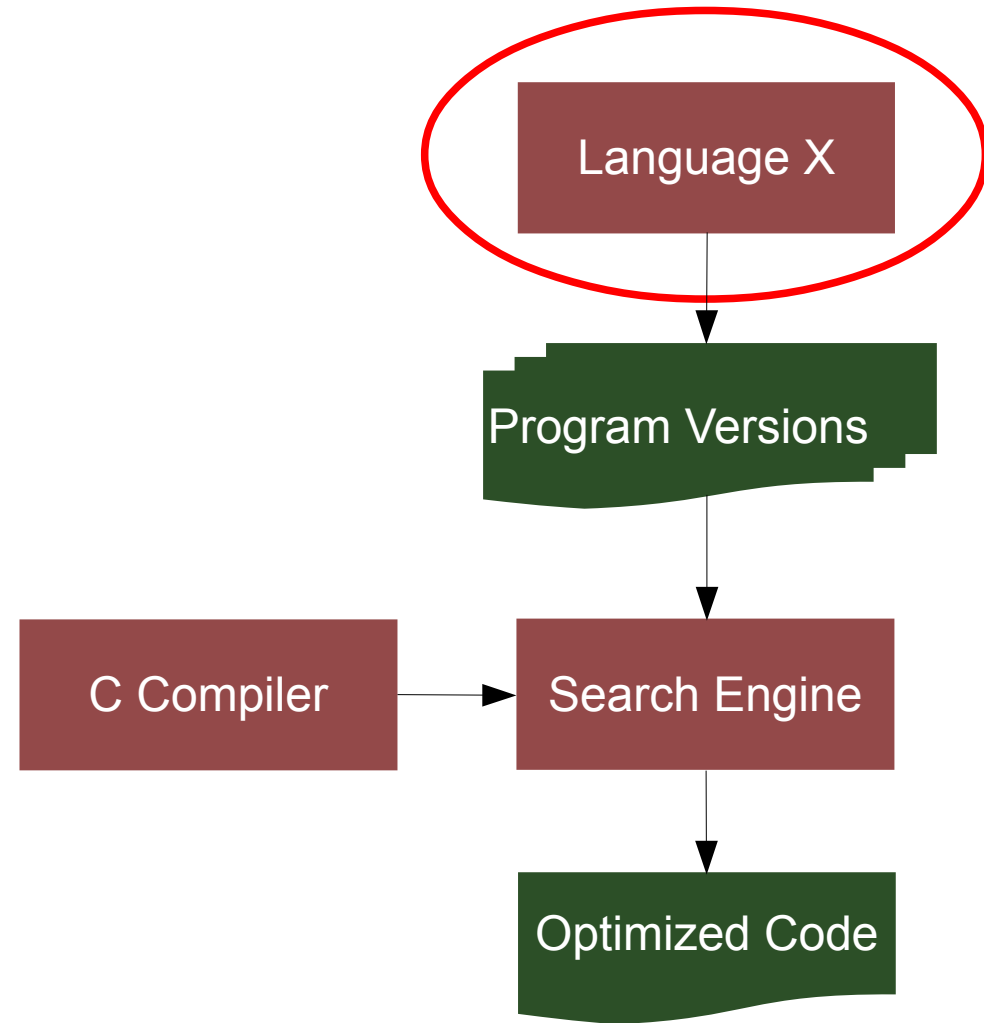 Language X
Program Versions
C Compiler
Search Engine
Optimized Code